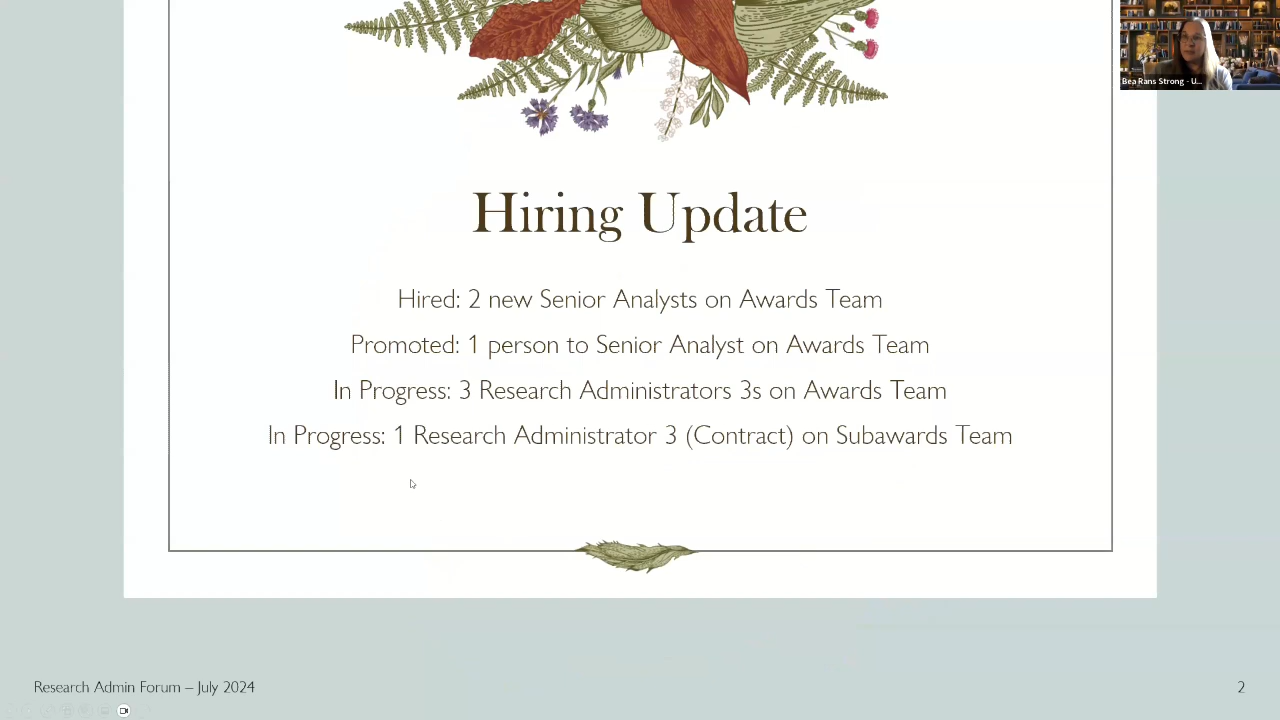 Bea Rans Strong - U...
Hiring Update
Hired: 2 new Senior Analysts on Awards Team
Promoted: 1 person to Senior Analyst on Awards Team
In Progress: 3 Research Administrators 3s on Awards Team
In Progress: 1 Research Administrator 3 (Contract) on Subawards Team
Research Admin Forum – July 2024
2